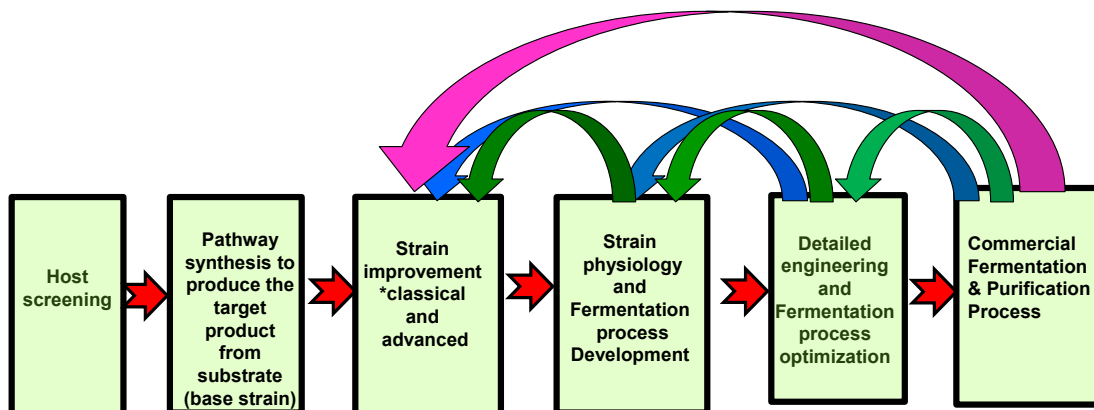 Host
screening
Pathway
synthesis to
produce the
target
product
from
substrate
(base strain)
Strain
improvement
*classical
and
advanced
Strain
physiology
and
Fermentation
process
Development
Detailed
engineering
and
Fermentation
process
optimization
Commercial
Fermentation
& Purification
Process